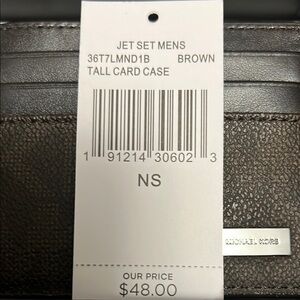 JET SET MENS
36T7LMND1B BROWN
TALL CARD CASE
1 91214 30602 3
NS
MICHAEL KORS
OUR PRICE
$48.00